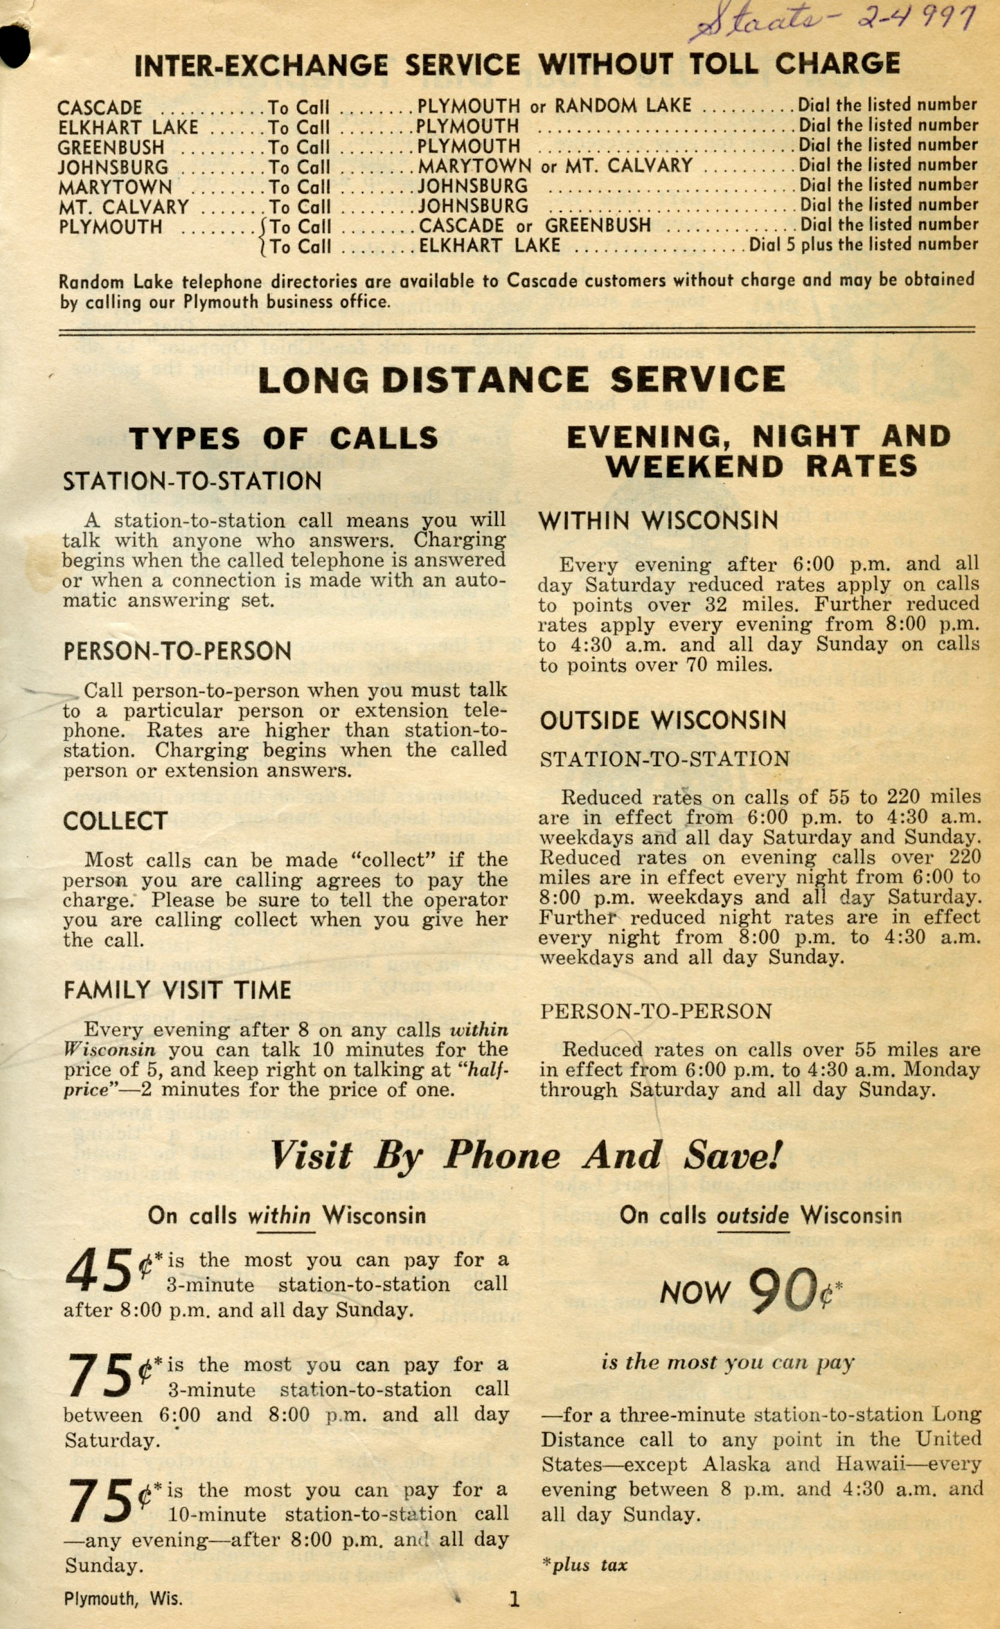 Staats - 2-4997
INTER-EXCHANGE SERVICE WITHOUT TOLL CHARGE
CASCADE ........... To Call ........ PLYMOUTH or RANDOM LAKE .......... Dial the listed number
ELKHART LAKE ...... To Call ........ PLYMOUTH ............................ Dial the listed number
GREENBUSH ......... To Call ........ PLYMOUTH ............................ Dial the listed number
JOHNSBURG ......... To Call ........ MARYTOWN or MT. CALVARY .......... Dial the listed number
MARYTOWN ......... To Call ........ JOHNSBURG ........................... Dial the listed number
MT. CALVARY ....... To Call ........ JOHNSBURG ........................... Dial the listed number
PLYMOUTH ........ { To Call ........ CASCADE or GREENBUSH ............. Dial the listed number
{ To Call ........ ELKHART LAKE ................. Dial 5 plus the listed number
Random Lake telephone directories are available to Cascade customers without charge and may be obtained
by calling our Plymouth business office.
LONG DISTANCE SERVICE
TYPES OF CALLS
STATION-TO-STATION
A station-to-station call means you will
talk with anyone who answers. Charging
begins when the called telephone is answered
or when a connection is made with an auto-
matic answering set.
PERSON-TO-PERSON
Call person-to-person when you must talk
to a particular person or extension tele-
phone. Rates are higher than station-to-
station. Charging begins when the called
person or extension answers.
COLLECT
Most calls can be made “collect” if the
person you are calling agrees to pay the
charge. Please be sure to tell the operator
you are calling collect when you give her
the call.
FAMILY VISIT TIME
Every evening after 8 on any calls within
Wisconsin you can talk 10 minutes for the
price of 5, and keep right on talking at “half-
price”—2 minutes for the price of one.
EVENING, NIGHT AND
WEEKEND RATES
WITHIN WISCONSIN
Every evening after 6:00 p.m. and all
day Saturday reduced rates apply on calls
to points over 32 miles. Further reduced
rates apply every evening from 8:00 p.m.
to 4:30 a.m. and all day Sunday on calls
to points over 70 miles.
OUTSIDE WISCONSIN
STATION-TO-STATION
Reduced rates on calls of 55 to 220 miles
are in effect from 6:00 p.m. to 4:30 a.m.
weekdays and all day Saturday and Sunday.
Reduced rates on evening calls over 220
miles are in effect every night from 6:00 to
8:00 p.m. weekdays and all day Saturday.
Further reduced night rates are in effect
every night from 8:00 p.m. to 4:30 a.m.
weekdays and all day Sunday.
PERSON-TO-PERSON
Reduced rates on calls over 55 miles are
in effect from 6:00 p.m. to 4:30 a.m. Monday
through Saturday and all day Sunday.
Visit By Phone And Save!
On calls within Wisconsin
45¢* is the most you can pay for a
3-minute station-to-station call
after 8:00 p.m. and all day Sunday.
75¢* is the most you can pay for a
3-minute station-to-station call
between 6:00 and 8:00 p.m. and all day
Saturday.
75¢* is the most you can pay for a
10-minute station-to-station call
—any evening—after 8:00 p.m. and all day
Sunday.
On calls outside Wisconsin
NOW 90¢*
is the most you can pay
—for a three-minute station-to-station Long
Distance call to any point in the United
States—except Alaska and Hawaii—every
evening between 8 p.m. and 4:30 a.m. and
all day Sunday.
*plus tax
Plymouth, Wis.
1